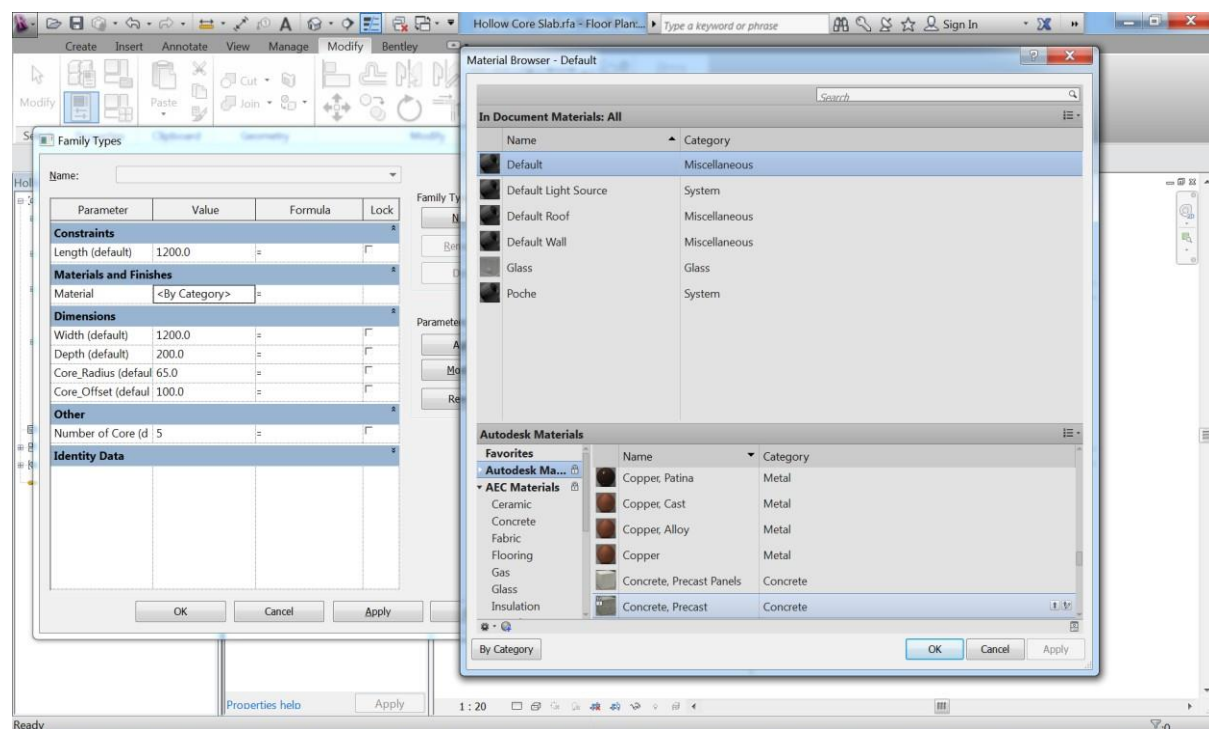 Hollow Core Slab.rfa - Floor Plan:...
Type a keyword or phrase
Sign In
Create Insert Annotate View Manage Modify Bentley
Modify
Paste
Cut
Join
Clipboard
Geometry
Modify
Family Types
Name:
Parameter Value Formula Lock
Constraints
Length (default) 1200.0 =
Materials and Finishes
Material <By Category> =
Dimensions
Width (default) 1200.0 =
Depth (default) 200.0 =
Core_Radius (defaul 65.0 =
Core_Offset (defaul 100.0 =
Other
Number of Core (d 5 =
Identity Data
Family Ty
N
Ren
D
Paramete
A
Mo
Re
OK Cancel Apply
Material Browser - Default
Search
In Document Materials: All
Name Category
Default Miscellaneous
Default Light Source System
Default Roof Miscellaneous
Default Wall Miscellaneous
Glass Glass
Poche System
Autodesk Materials
Favorites
Autodesk Ma...
AEC Materials
Ceramic
Concrete
Fabric
Flooring
Gas
Glass
Insulation
Name Category
Copper, Patina Metal
Copper, Cast Metal
Copper, Alloy Metal
Copper Metal
Concrete, Precast Panels Concrete
Concrete, Precast Concrete
By Category
OK Cancel Apply
Properties help
Apply
1 : 20
Ready
:0